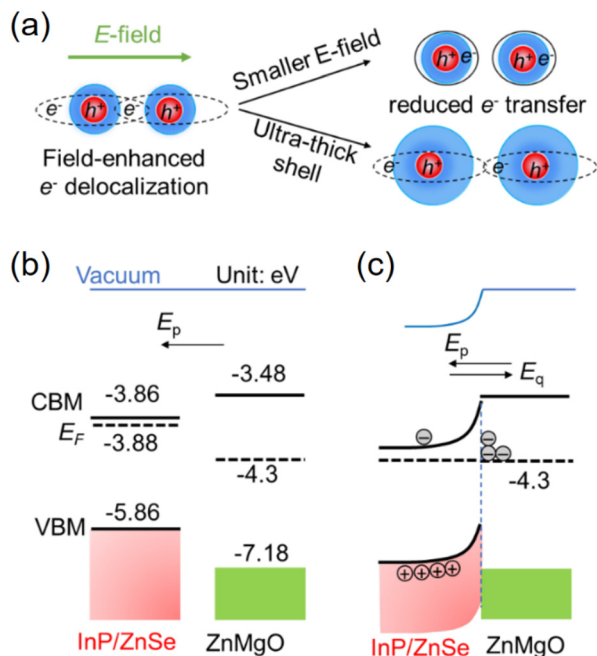 (a)
E-field
Smaller E-field
h+ e-
h+ e-
reduced e- transfer
e- h+ e- h+ e-
Ultra-thick
shell
Field-enhanced
e- delocalization
e- h+ e- h+
(b)
Vacuum Unit: eV
Ep
-3.48
-3.86
CBM
EF
-3.88
-4.3
-5.86
VBM
-7.18
InP/ZnSe ZnMgO
(c)
Ep
Eq
−
−
− −
-4.3
+ + + +
InP/ZnSe ZnMgO